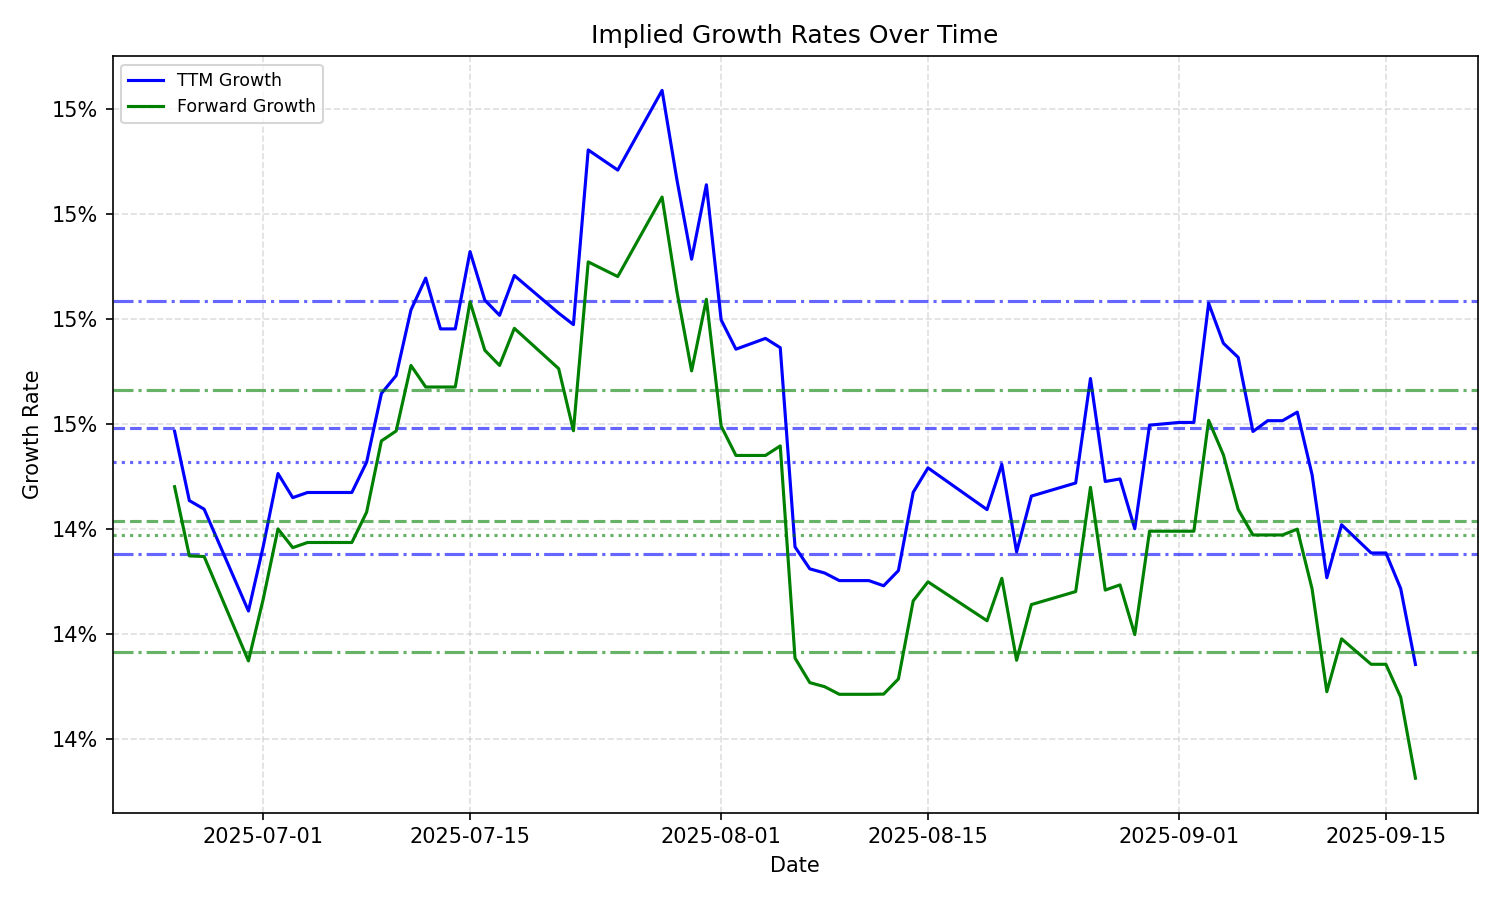 Implied Growth Rates Over Time
TTM Growth
Forward Growth
15%
15%
15%
15%
14%
14%
14%
Growth Rate
2025-07-01
2025-07-15
2025-08-01
2025-08-15
2025-09-01
2025-09-15
Date